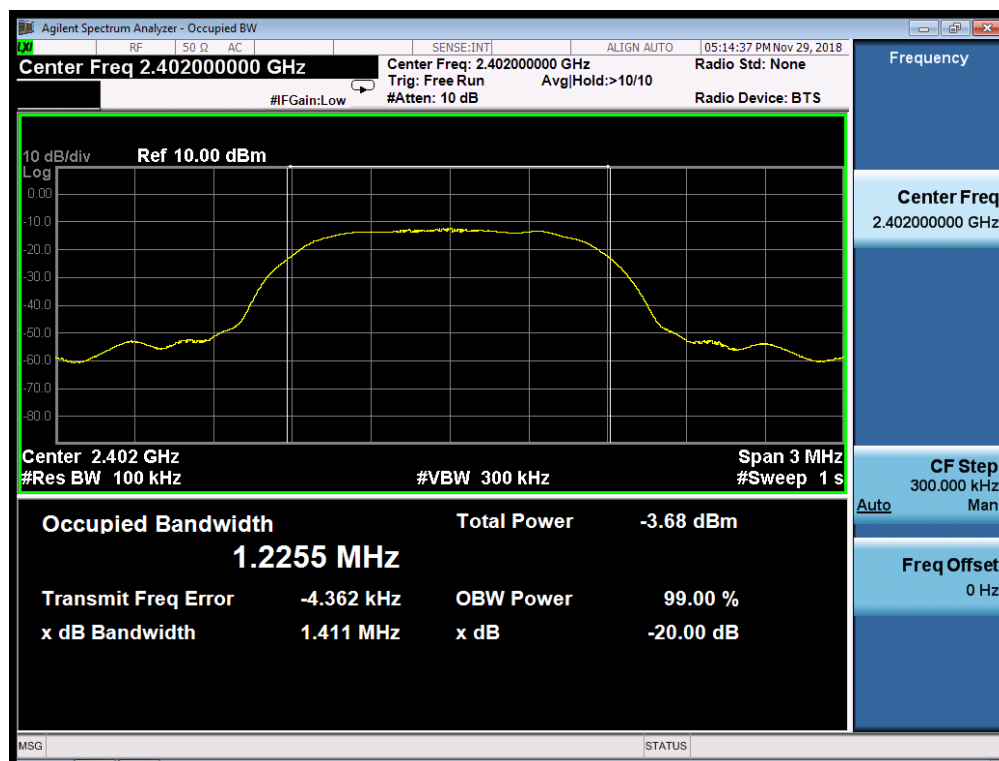 Agilent Spectrum Analyzer - Occupied BW
LXI RF 50 Ω AC SENSE:INT ALIGN AUTO 05:14:37 PM Nov 29, 2018
Center Freq 2.402000000 GHz
Center Freq: 2.402000000 GHz Radio Std: None
Trig: Free Run Avg|Hold:>10/10
#IFGain:Low #Atten: 10 dB Radio Device: BTS
Frequency
10 dB/div Ref 10.00 dBm
Log
0.00
-10.0
-20.0
-30.0
-40.0
-50.0
-60.0
-70.0
-80.0
Center Freq
2.402000000 GHz
Center 2.402 GHz Span 3 MHz
#Res BW 100 kHz #VBW 300 kHz #Sweep 1 s
CF Step
300.000 kHz
Auto Man
Occupied Bandwidth Total Power -3.68 dBm
1.2255 MHz
Transmit Freq Error -4.362 kHz OBW Power 99.00 %
x dB Bandwidth 1.411 MHz x dB -20.00 dB
Freq Offset
0 Hz
MSG STATUS